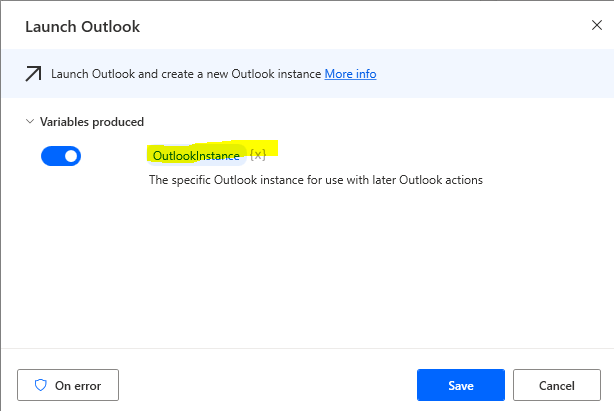 Launch Outlook
Launch Outlook and create a new Outlook instance More info
Variables produced
OutlookInstance {x}
The specific Outlook instance for use with later Outlook actions
On error Save Cancel